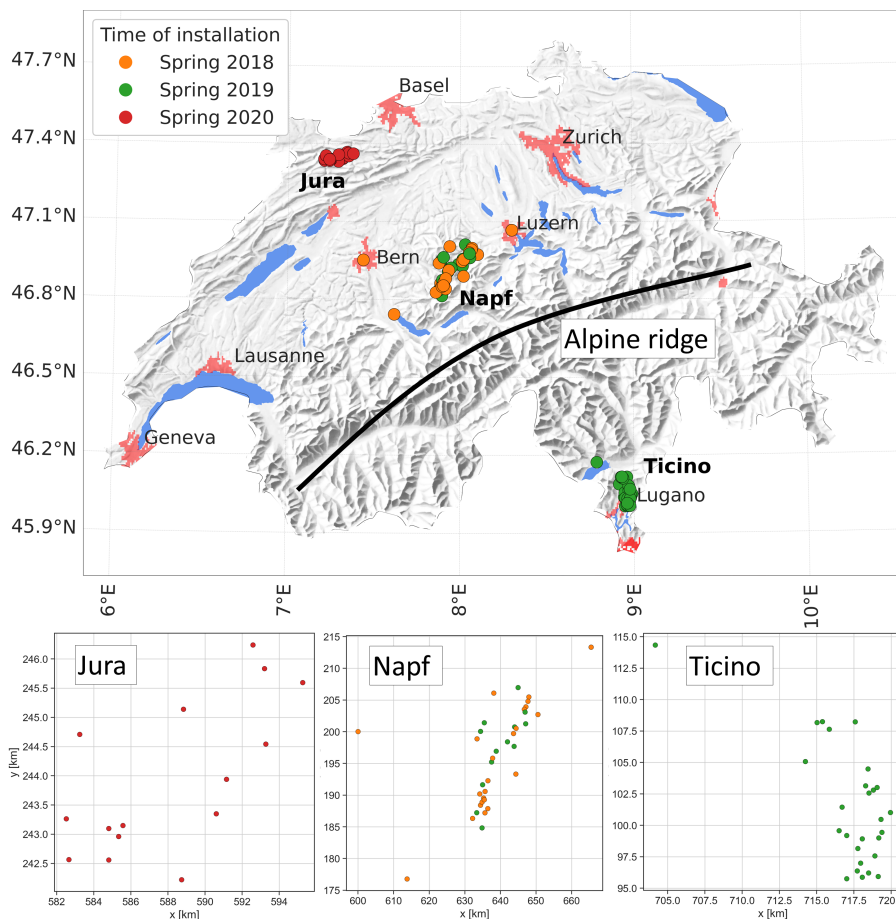 Time of installation
Spring 2018
Spring 2019
Spring 2020
47.7°N
47.4°N
47.1°N
46.8°N
46.5°N
46.2°N
45.9°N
Basel
Zurich
Jura
Luzern
Bern
Napf
Alpine ridge
Lausanne
Geneva
Ticino
Lugano
6°E
7°E
8°E
9°E
10°E
Jura
246.0
245.5
245.0
244.5
244.0
243.5
243.0
242.5
y [km]
582
584
586
588
590
592
594
x [km]
Napf
215
210
205
200
195
190
185
180
175
600
610
620
630
640
650
660
x [km]
Ticino
115.0
112.5
110.0
107.5
105.0
102.5
100.0
97.5
95.0
705.0
707.5
710.0
712.5
715.0
717.5
720
x [km]